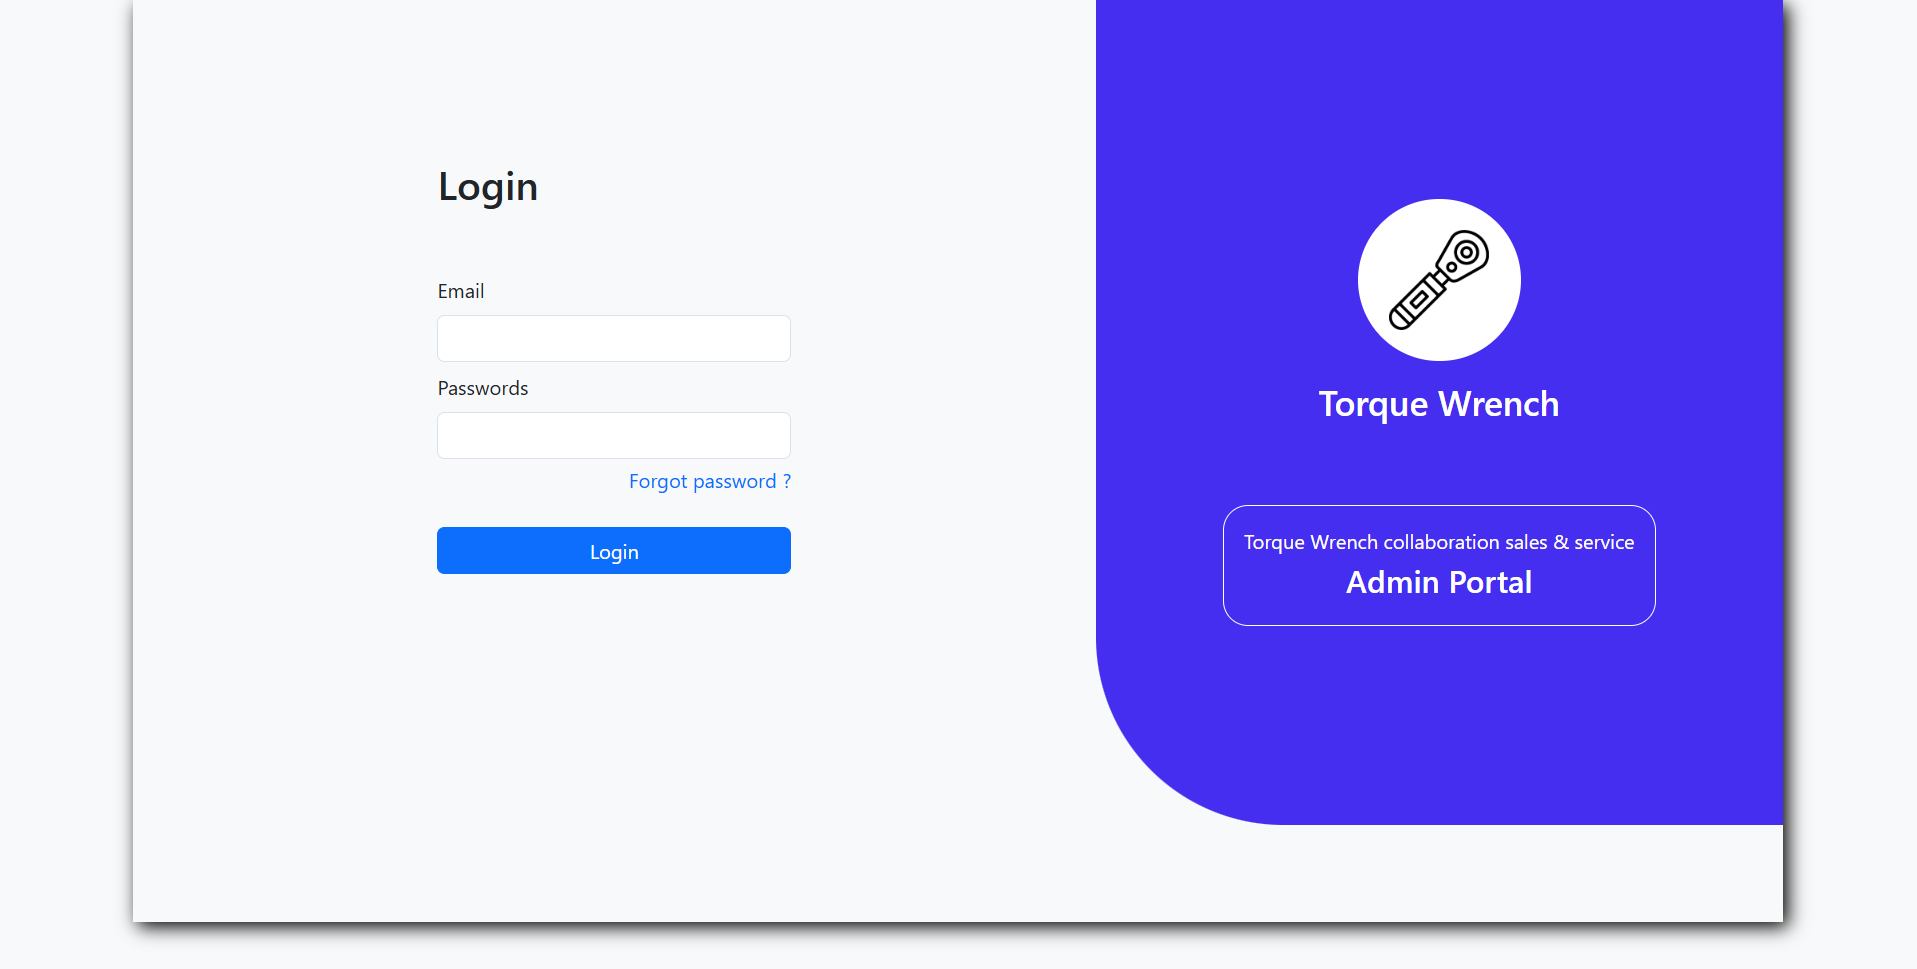 Login
Email
Passwords
Forgot password ?
Login
Torque Wrench
Torque Wrench collaboration sales & service
Admin Portal